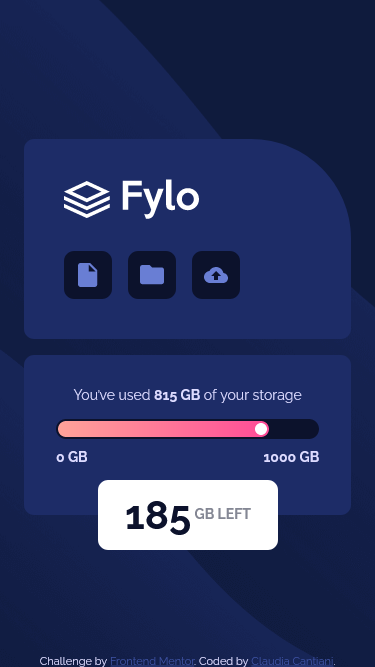 Fylo
You've used 815 GB of your storage
0 GB 1000 GB
185 GB LEFT
Challenge by Frontend Mentor. Coded by Claudia Cantiani.